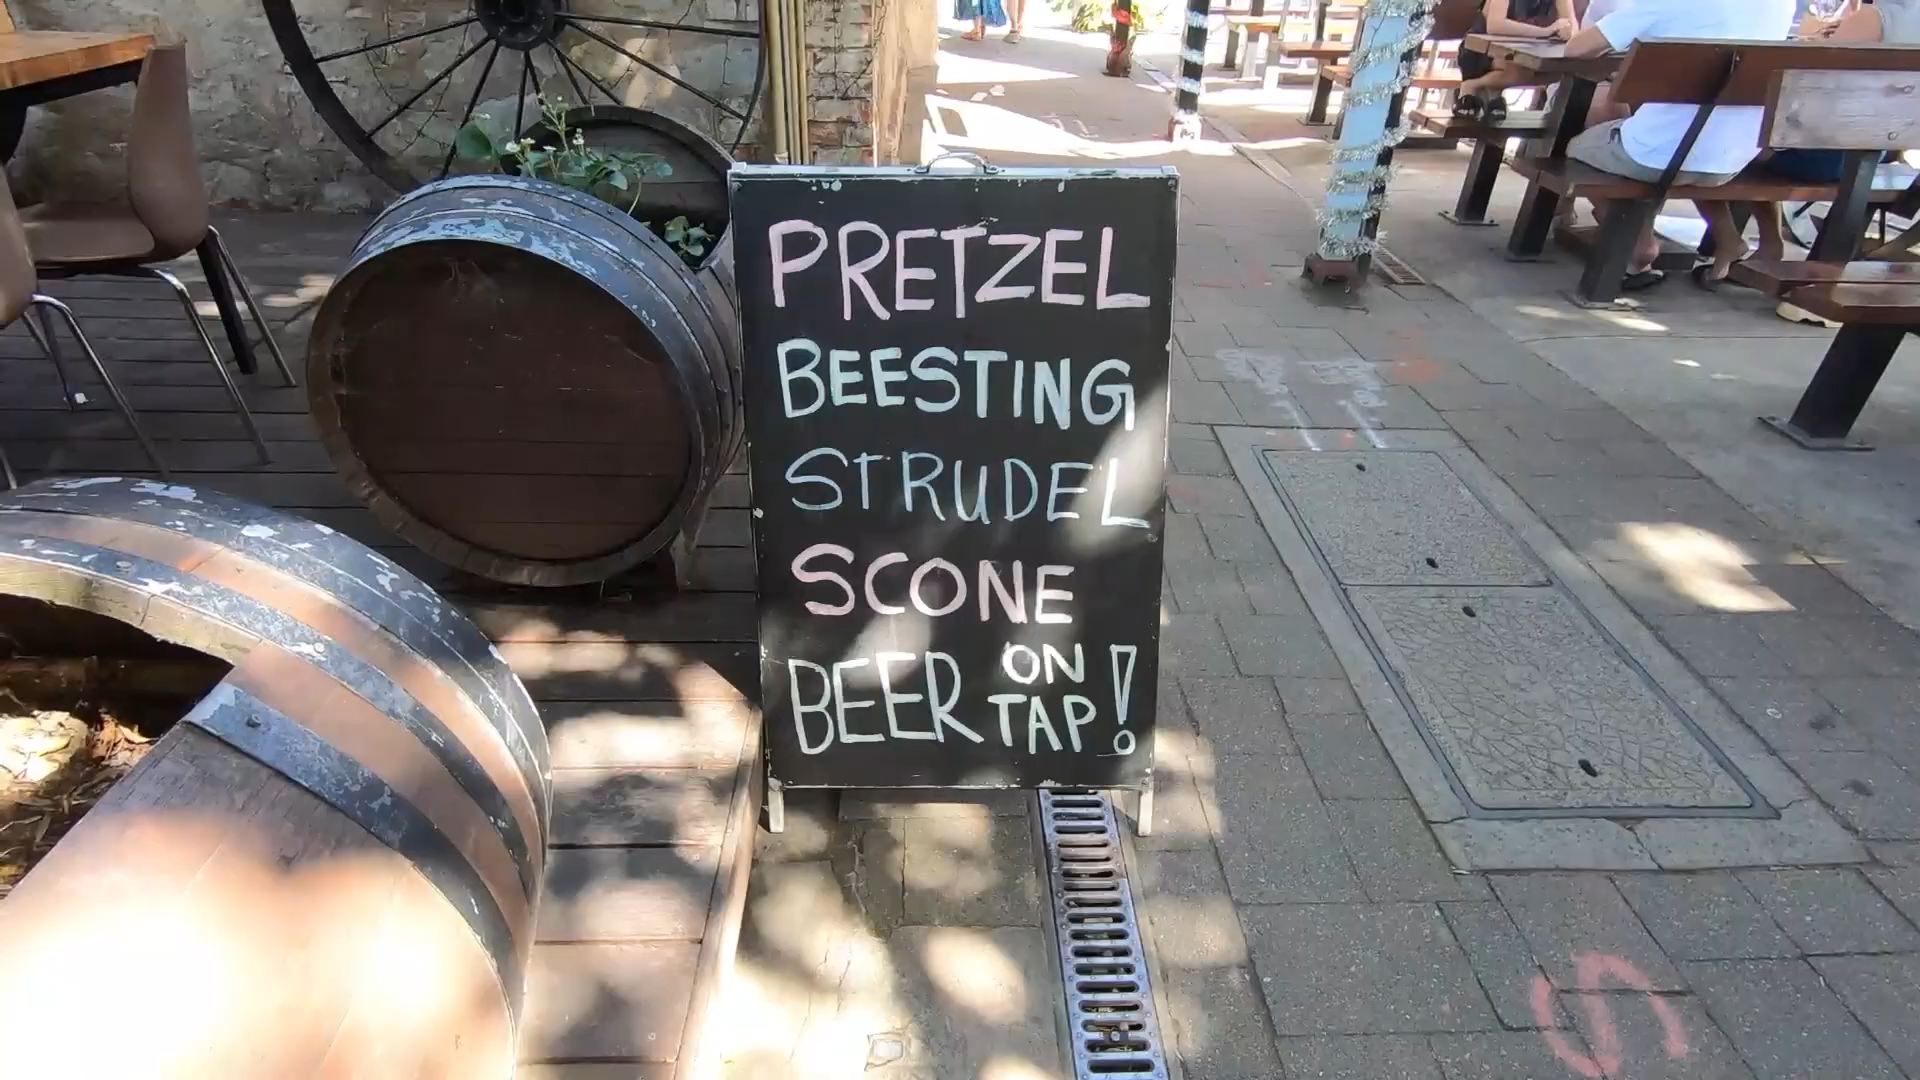 PRETZEL
BEESTING
STRUDEL
SCONE
BEER ON TAP!